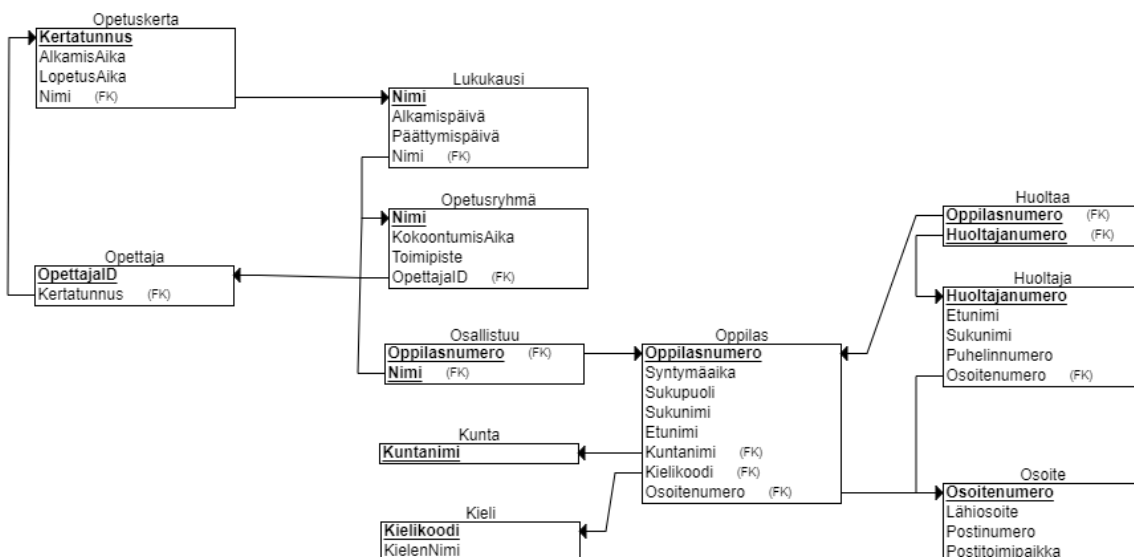 Opetuskerta
Kertatunnus
AlkamisAika
LopetusAika
Nimi (FK)
Lukukausi
Nimi
Alkamispäivä
Päättymispäivä
Nimi (FK)
Opetusryhmä
Nimi
KokoontumisAika
Toimipiste
OpettajaID (FK)
Opettaja
OpettajaID
Kertatunnus (FK)
Osallistuu
Oppilasnumero (FK)
Nimi (FK)
Oppilas
Oppilasnumero
Syntymäaika
Sukupuoli
Sukunimi
Etunimi
Kuntanimi (FK)
Kielikoodi (FK)
Osoitenumero (FK)
Kunta
Kuntanimi
Kieli
Kielikoodi
KielenNimi
Huoltaa
Oppilasnumero (FK)
Huoltajanumero (FK)
Huoltaja
Huoltajanumero
Etunimi
Sukunimi
Puhelinnumero
Osoitenumero (FK)
Osoite
Osoitenumero
Lähiosoite
Postinumero
Postitoimipaikka